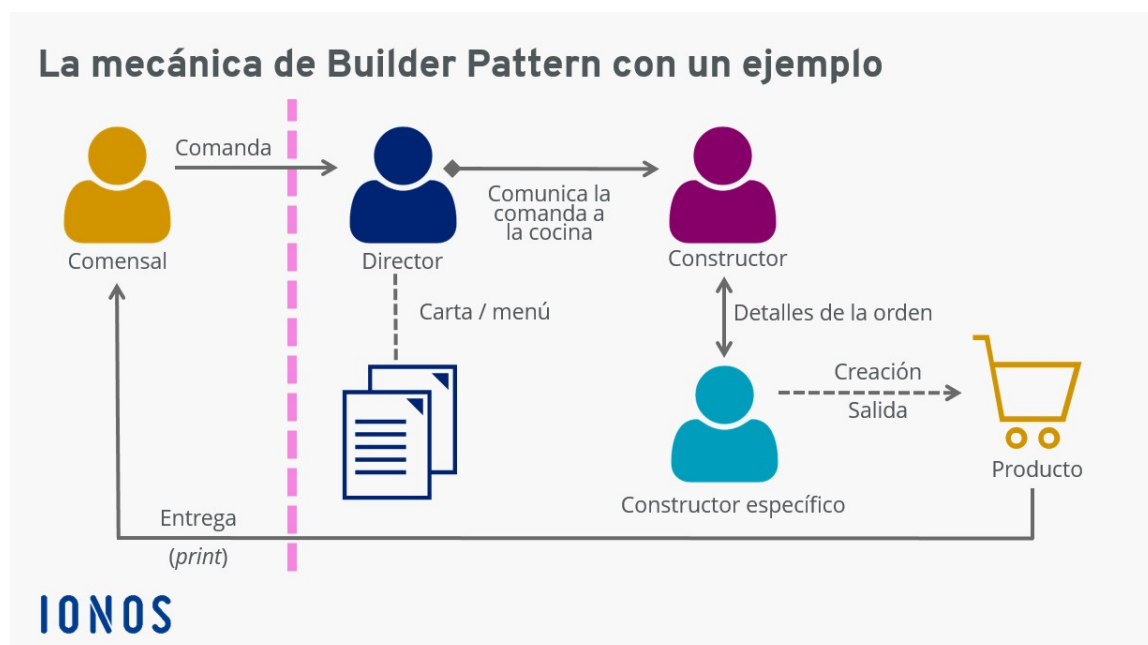 La mecánica de Builder Pattern con un ejemplo
Comanda
Comunica la
comanda a
la cocina
Comensal
Director
Constructor
Carta / menú
Detalles de la orden
Creación
Salida
Producto
Constructor específico
Entrega
(print)
IONOS